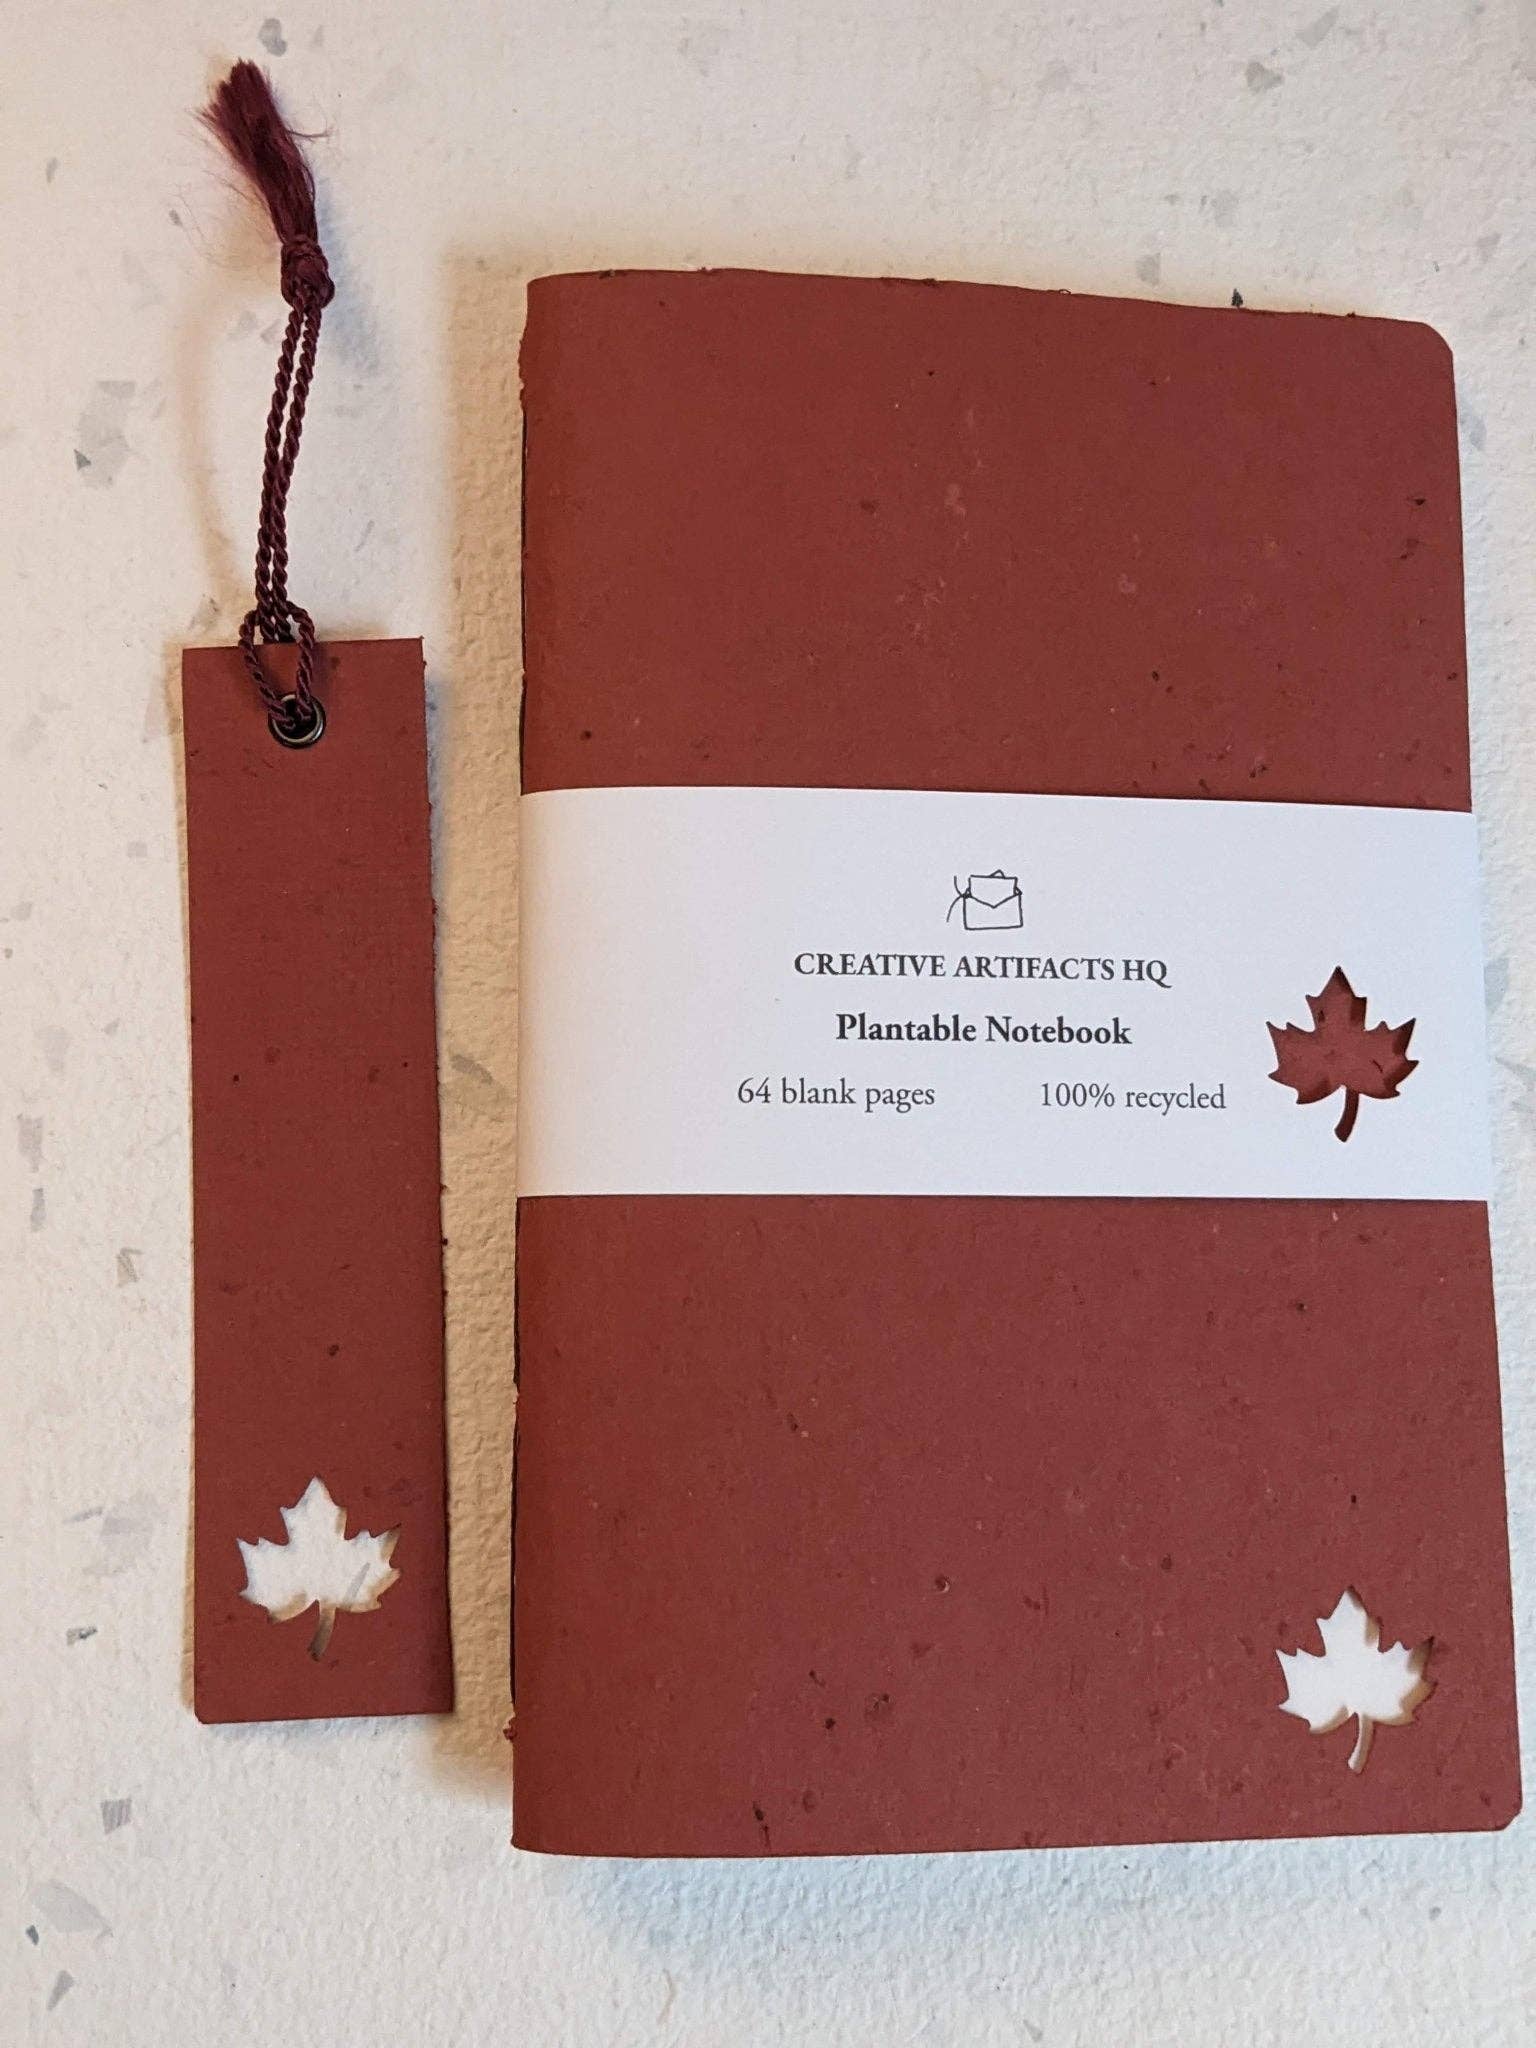 CREATIVE ARTIFACTS HQ
Plantable Notebook
64 blank pages 100% recycled